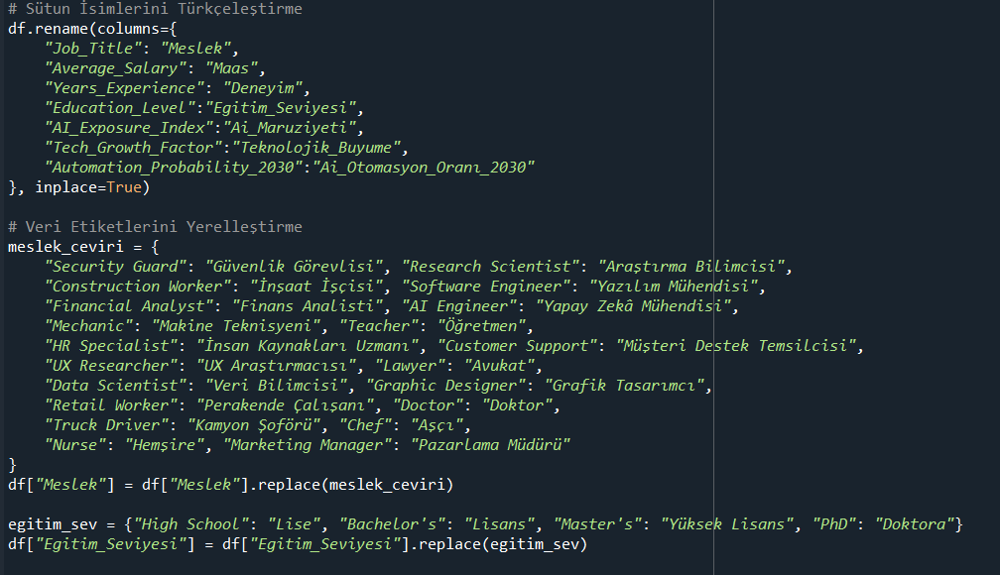 # Sütun İsimlerini Türkçeleştirme
df.rename(columns={
    "Job_Title": "Meslek",
    "Average_Salary": "Maas",
    "Years_Experience": "Deneyim",
    "Education_Level":"Egitim_Seviyesi",
    "AI_Exposure_Index":"Ai_Maruziyeti",
    "Tech_Growth_Factor":"Teknolojik_Buyume",
    "Automation_Probability_2030":"Ai_Otomasyon_Oranı_2030"
}, inplace=True)
# Veri Etiketlerini Yerelleştirme
meslek_ceviri = {
    "Security Guard": "Güvenlik Görevlisi", "Research Scientist": "Araştırma Bilimcisi",
    "Construction Worker": "İnşaat İşçisi", "Software Engineer": "Yazılım Mühendisi",
    "Financial Analyst": "Finans Analisti", "AI Engineer": "Yapay Zekâ Mühendisi",
    "Mechanic": "Makine Teknisyeni", "Teacher": "Öğretmen",
    "HR Specialist": "İnsan Kaynakları Uzmanı", "Customer Support": "Müşteri Destek Temsilcisi",
    "UX Researcher": "UX Araştırmacısı", "Lawyer": "Avukat",
    "Data Scientist": "Veri Bilimcisi", "Graphic Designer": "Grafik Tasarımcı",
    "Retail Worker": "Perakende Çalışanı", "Doctor": "Doktor",
    "Truck Driver": "Kamyon Şoförü", "Chef": "Aşçı",
    "Nurse": "Hemşire", "Marketing Manager": "Pazarlama Müdürü"
}
df["Meslek"] = df["Meslek"].replace(meslek_ceviri)
egitim_sev = {"High School": "Lise", "Bachelor's": "Lisans", "Master's": "Yüksek Lisans", "PhD": "Doktora"}
df["Egitim_Seviyesi"] = df["Egitim_Seviyesi"].replace(egitim_sev)